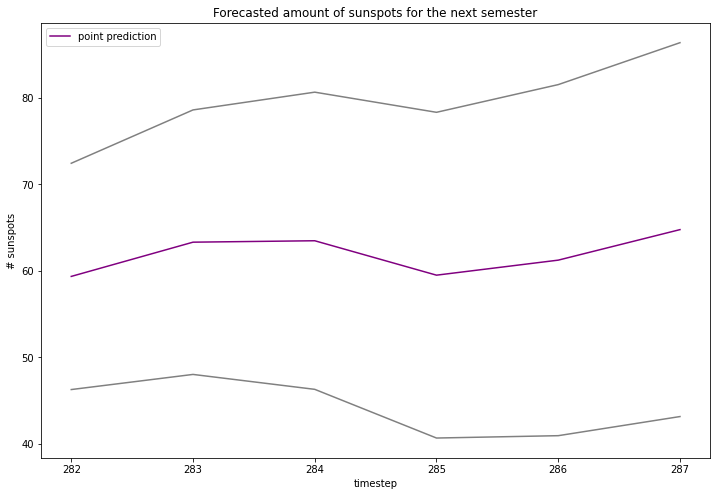 Forecasted amount of sunspots for the next semester
point prediction
80
70
60
50
40
# sunspots
282 283 284 285 286 287
timestep